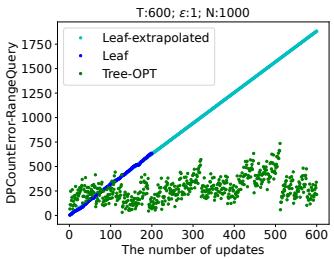 T:600; ε:1; N:1000
Leaf-extrapolated
Leaf
Tree-OPT
DPCountError-RangeQuery
1750
1500
1250
1000
750
500
250
0
0 100 200 300 400 500 600
The number of updates